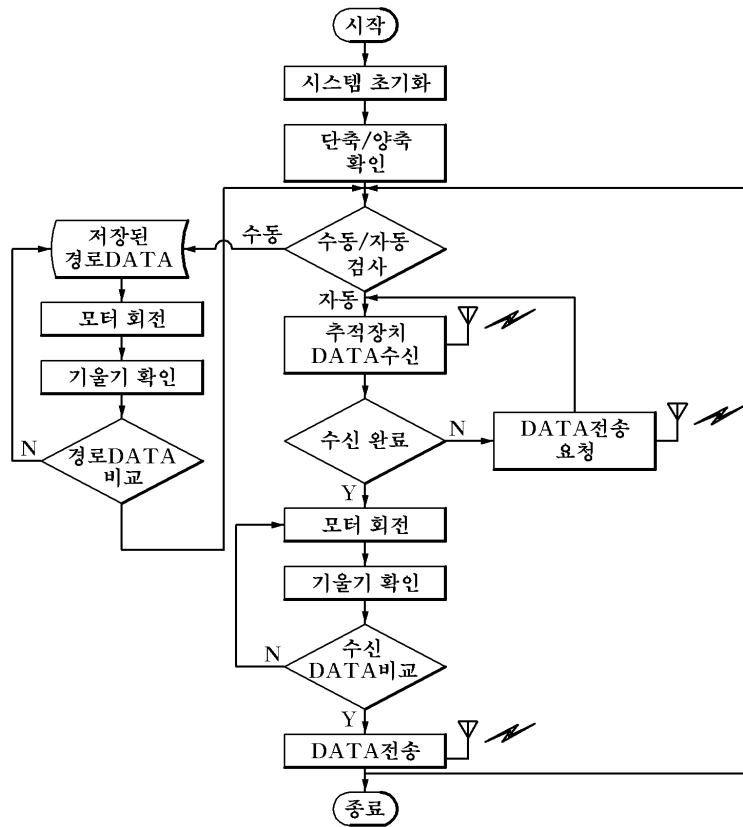 시작
시스템 초기화
단축/양축
확인
수동/자동
검사
수동
저장된
경로DATA
모터 회전
기울기 확인
경로DATA
비교
N
자동
추적장치
DATA수신
수신 완료
N
DATA전송
요청
Y
모터 회전
기울기 확인
수신
DATA비교
N
Y
DATA전송
종료